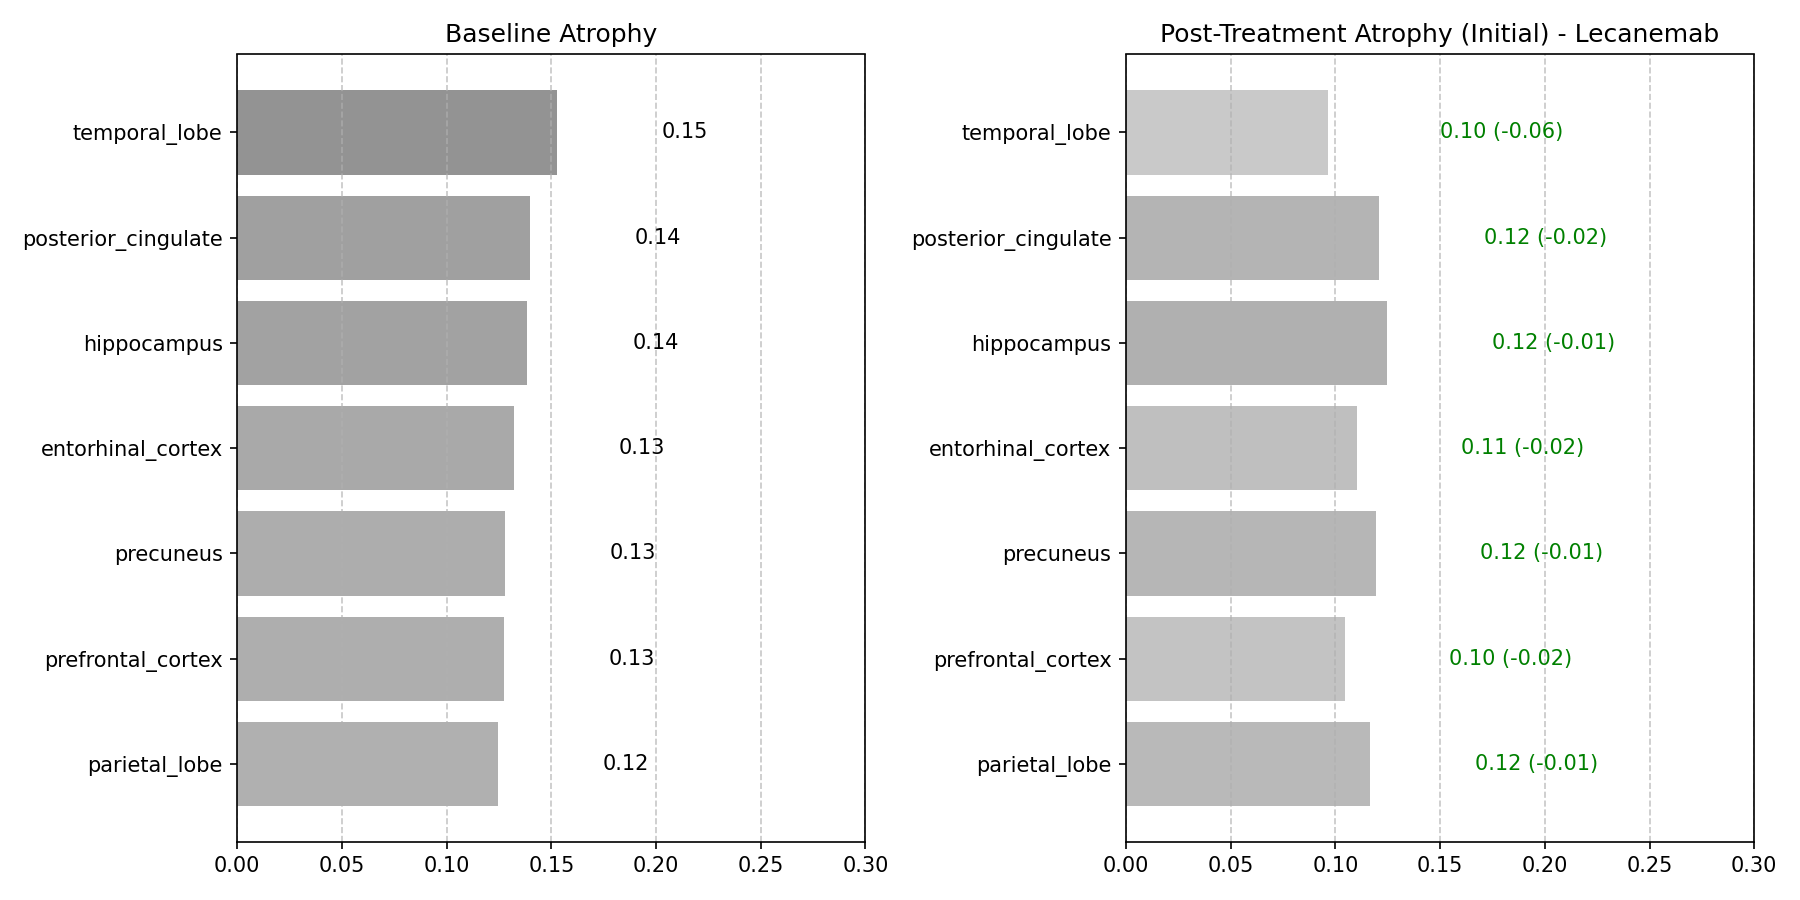 Baseline Atrophy
temporal_lobe
0.15
posterior_cingulate
0.14
hippocampus
0.14
entorhinal_cortex
0.13
precuneus
0.13
prefrontal_cortex
0.13
parietal_lobe
0.12
0.00 0.05 0.10 0.15 0.20 0.25 0.30
Post-Treatment Atrophy (Initial) - Lecanemab
temporal_lobe
0.10 (-0.06)
posterior_cingulate
0.12 (-0.02)
hippocampus
0.12 (-0.01)
entorhinal_cortex
0.11 (-0.02)
precuneus
0.12 (-0.01)
prefrontal_cortex
0.10 (-0.02)
parietal_lobe
0.12 (-0.01)
0.00 0.05 0.10 0.15 0.20 0.25 0.30